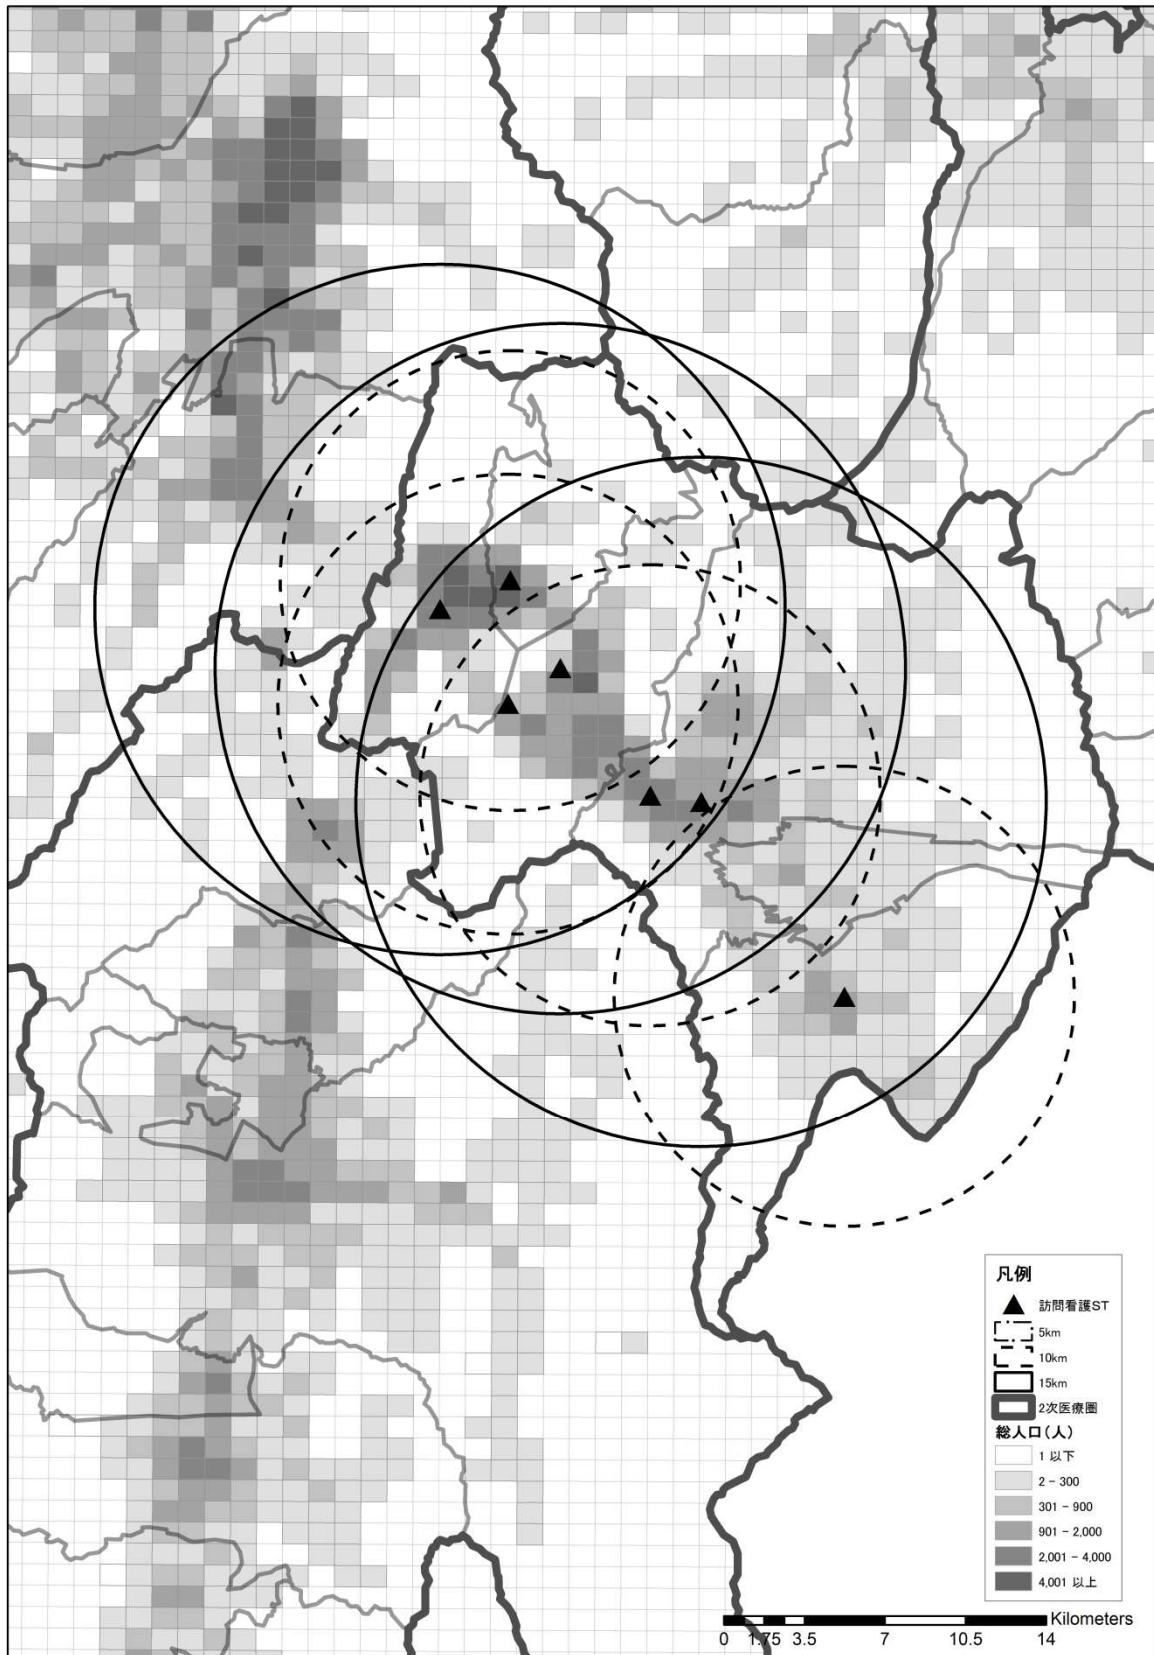 凡例
訪問看護ST
5km
10km
15km
2次医療圏
総人口(人)
1 以下
2 - 300
301 - 900
901 - 2,000
2,001 - 4,000
4,001 以上
Kilometers
0 1.75 3.5 7 10.5 14